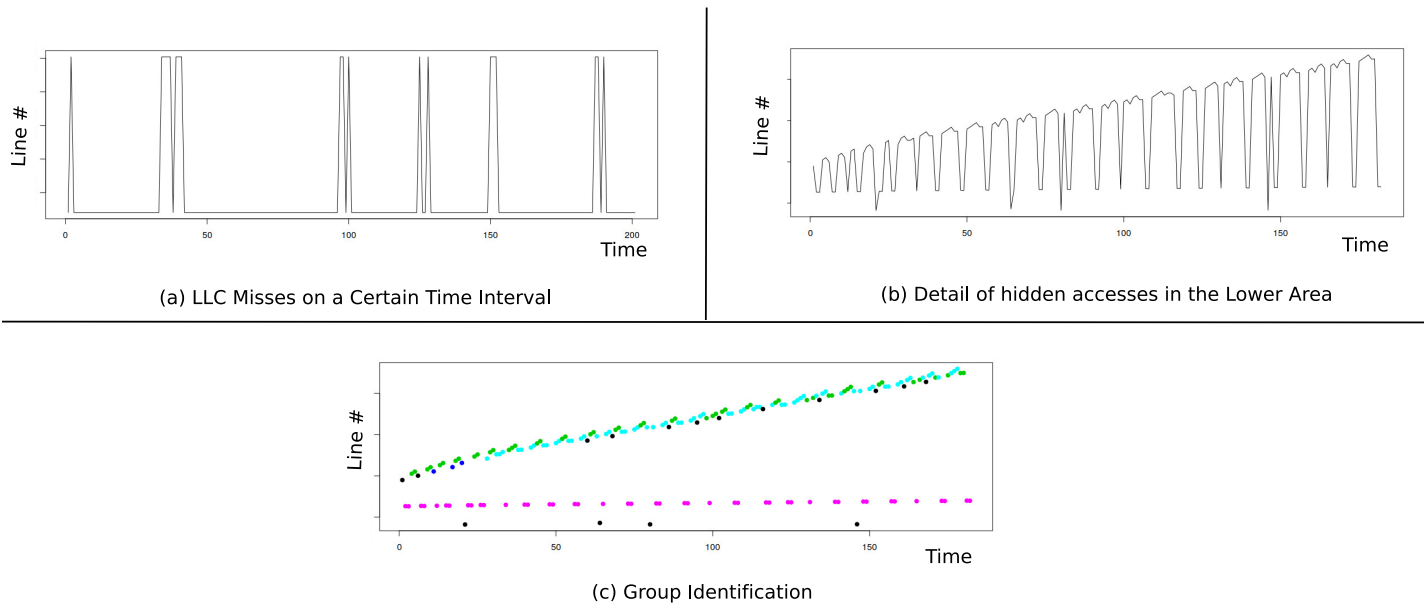 Line #
0 50 100 150 200
Time
(a) LLC Misses on a Certain Time Interval
Line #
0 50 100 150
Time
(b) Detail of hidden accesses in the Lower Area
Line #
0 50 100 150
Time
(c) Group Identification